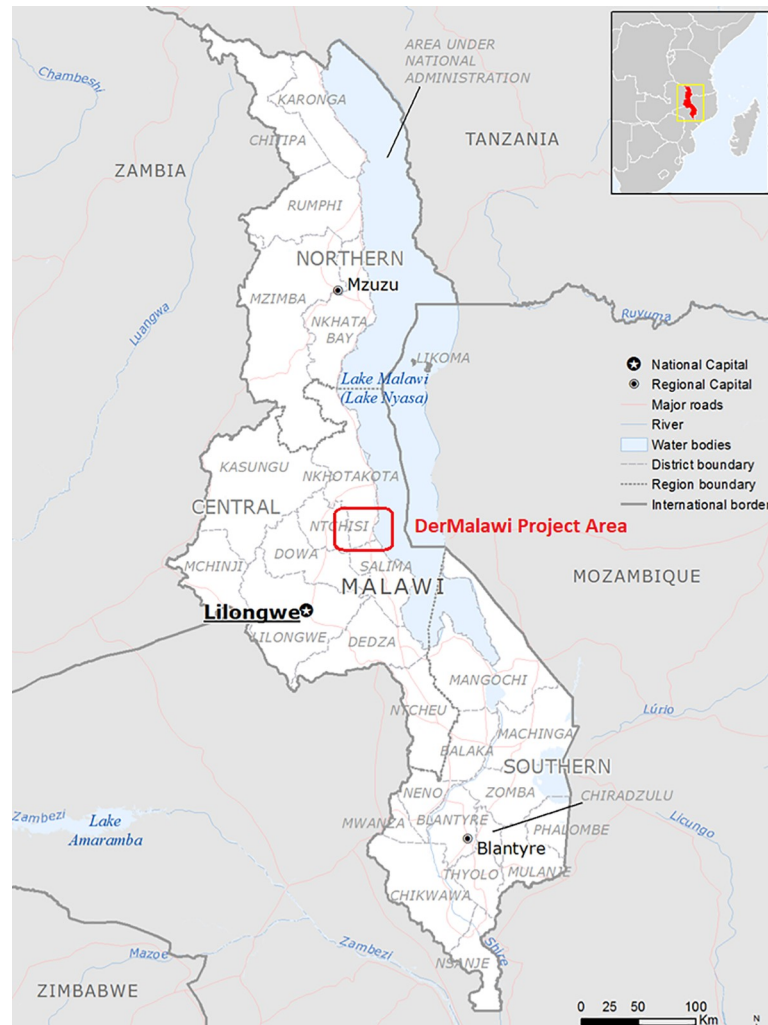 AREA UNDER
NATIONAL
ADMINISTRATION
Chambeshi
KARONGA
TANZANIA
CHITIPA
ZAMBIA
RUMPHI
NORTHERN
Mzuzu
MZIMBA
Luangwa
NKHATA
BAY
Ruvuma
LIKOMA
Lake Malawi
(Lake Nyasa)
National Capital
Regional Capital
Major roads
River
Water bodies
District boundary
Region boundary
International border
KASUNGU
NKHOTAKOTA
CENTRAL
NTCHISI
DerMalawi Project Area
DOWA
MCHINJI
SALIMA
MALAWI
MOZAMBIQUE
Lilongwe
LILONGWE
DEDZA
MANGOCHI
NTCHEU
Lúrio
MACHINGA
BALAKA
SOUTHERN
NENO
ZOMBA
CHIRADZULU
Zambezi
Lake
Amaramba
MWANZA
BLANTYRE
PHALOMBE
Licungo
Blantyre
THYOLO
MULANJE
CHIKWAWA
Mazoe
Zambezi
Shire
NSANJE
ZIMBABWE
0 25 50 100
Km
N